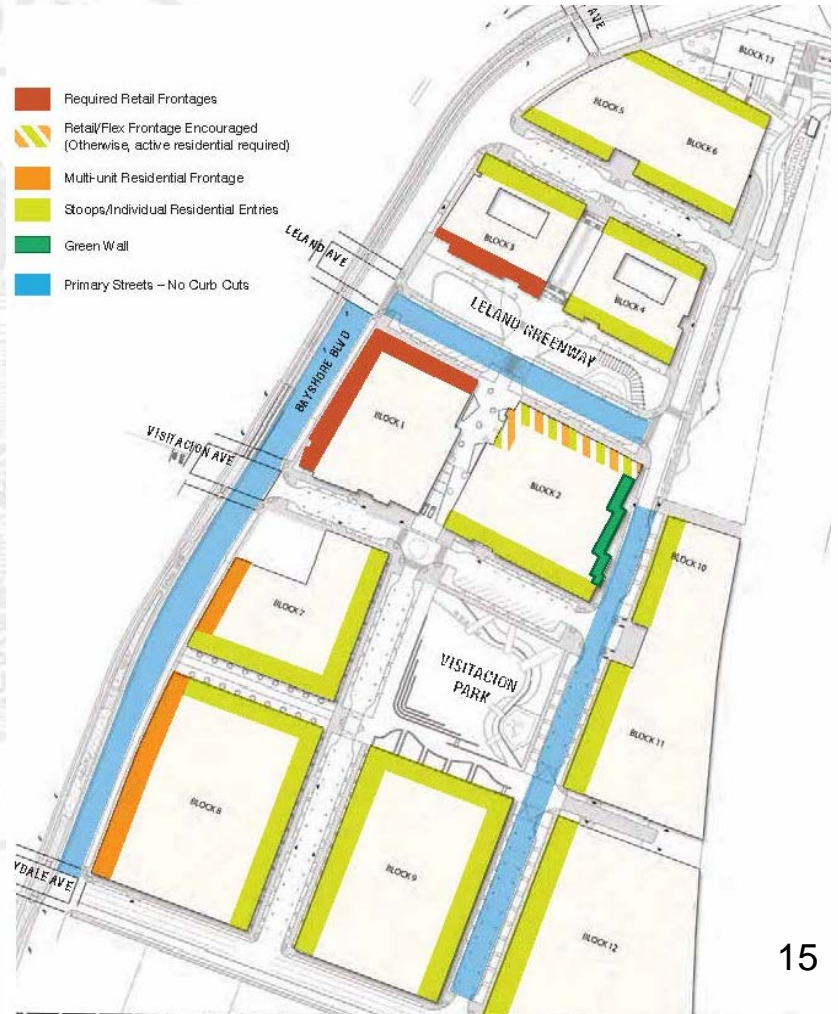 AVE
BLOCK 13
Required Retail Frontages
Retail/Flex Frontage Encouraged
(Otherwise, active residential required)
Multi-unit Residential Frontage
Stoops/Individual Residential Entries
Green Wall
Primary Streets – No Curb Cuts
BLOCK 5
BLOCK 6
BLOCK 3
BLOCK 4
LELAND AVE
LELAND GREENWAY
BAYSHORE BLVD
BLOCK 1
VISITACION AVE
BLOCK 2
BLOCK 10
BLOCK 7
VISITACION
PARK
BLOCK 11
BLOCK 8
BLOCK 9
YDALE AVE
BLOCK 12
15